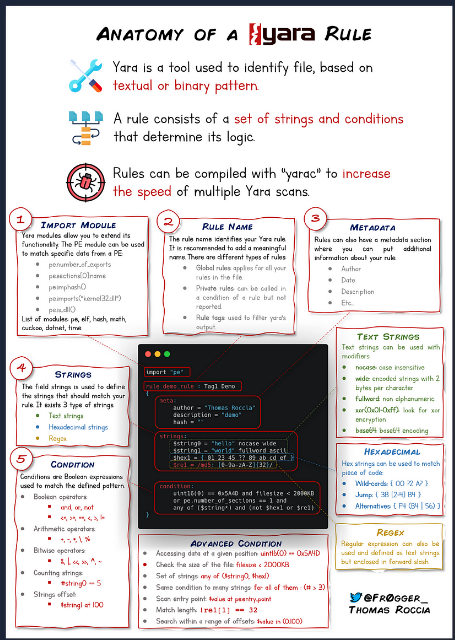 ANATOMY OF A yara RULE
Yara is a tool used to identify file, based on
textual or binary pattern.
A rule consists of a set of strings and conditions
that determine its logic.
Rules can be compiled with "yarac" to increase
the speed of multiple Yara scans.
1
IMPORT MODULE
Yara modules allow you to extend its
functionality. The PE module can be used
to match specific data from a PE:
pe.number_of_exports
pe.sections[0].name
pe.imphash()
pe.imports("kernel32.dll")
pe.is_dll()
List of modules: pe, elf, hash, math,
cuckoo, dotnet, time
2
RULE NAME
The rule name identifies your Yara rule.
It is recommended to add a meaningful
name. There are different types of rules:
Global rules applies for all your
rules in the file.
Private rules can be called in
a condition of a rule but not
reported.
Rule tags used to filter yara's
output.
3
METADATA
Rules can also have a metadata section
where you can put additional
information about your rule.
Author
Date
Description
Etc.
4
STRINGS
The field strings is used to define
the strings that should match your
rule. It exists 3 type of strings:
Text strings
Hexadecimal strings
Regex
5
CONDITION
Conditions are Boolean expressions
used to match the defined pattern.
Boolean operators:
and, or, not
<=, >=, ==, <, >, !=
Arithmetic operators:
+, -, *, \, %
Bitwise operators:
&, |, <<, >>, ^, ~
Counting strings:
#string0 == 5
Strings offset:
$string1 at 100
import "pe"
rule demo_rule : Tag1 Demo
{
meta:
author = "Thomas Roccia"
description = "demo"
hash = "
strings:
$string0 = "hello" nocase wide
$string1 = "world" fullword ascii
$hex1 = { 01 23 45 ?? 89 ab cd ef }
$re1 = /md5: [0-9a-zA-Z]{32}/
condition:
uint16(0) == 0x5A4D and filesize < 2000KB
or pe.number_of_sections == 1 and
any of ($string*) and (not $hex1 or $re1)
}
TEXT STRINGS
Text strings can be used with
modifiers:
nocase: case insensitive
wide: encoded strings with 2
bytes per character
fullword: non alphanumeric
xor(0x01-0xff): look for xor
encryption
base64: base64 encoding
HEXADECIMAL
Hex strings can be used to match
piece of code:
Wild-cards: { 00 ?2 A? }
Jump: { 3B [2-4] B4 }
Alternatives: { F4 (B4 | 56) }
REGEX
Regular expression can also be
used and defined as text strings
but enclosed in forward slash.
ADVANCED CONDITION
Accessing data at a given position: uint16(0) == 0x5A4D
Check the size of the file: filesize < 2000KB
Set of strings: any of ($string0, $hex1)
Same condition to many strings: for all of them : (# > 3)
Scan entry point: $value at pe.entry_point
Match length: !re1[1] == 32
Search within a range of offsets: $value in (0..100)
@Fr0gger_
THOMAS ROCCIA